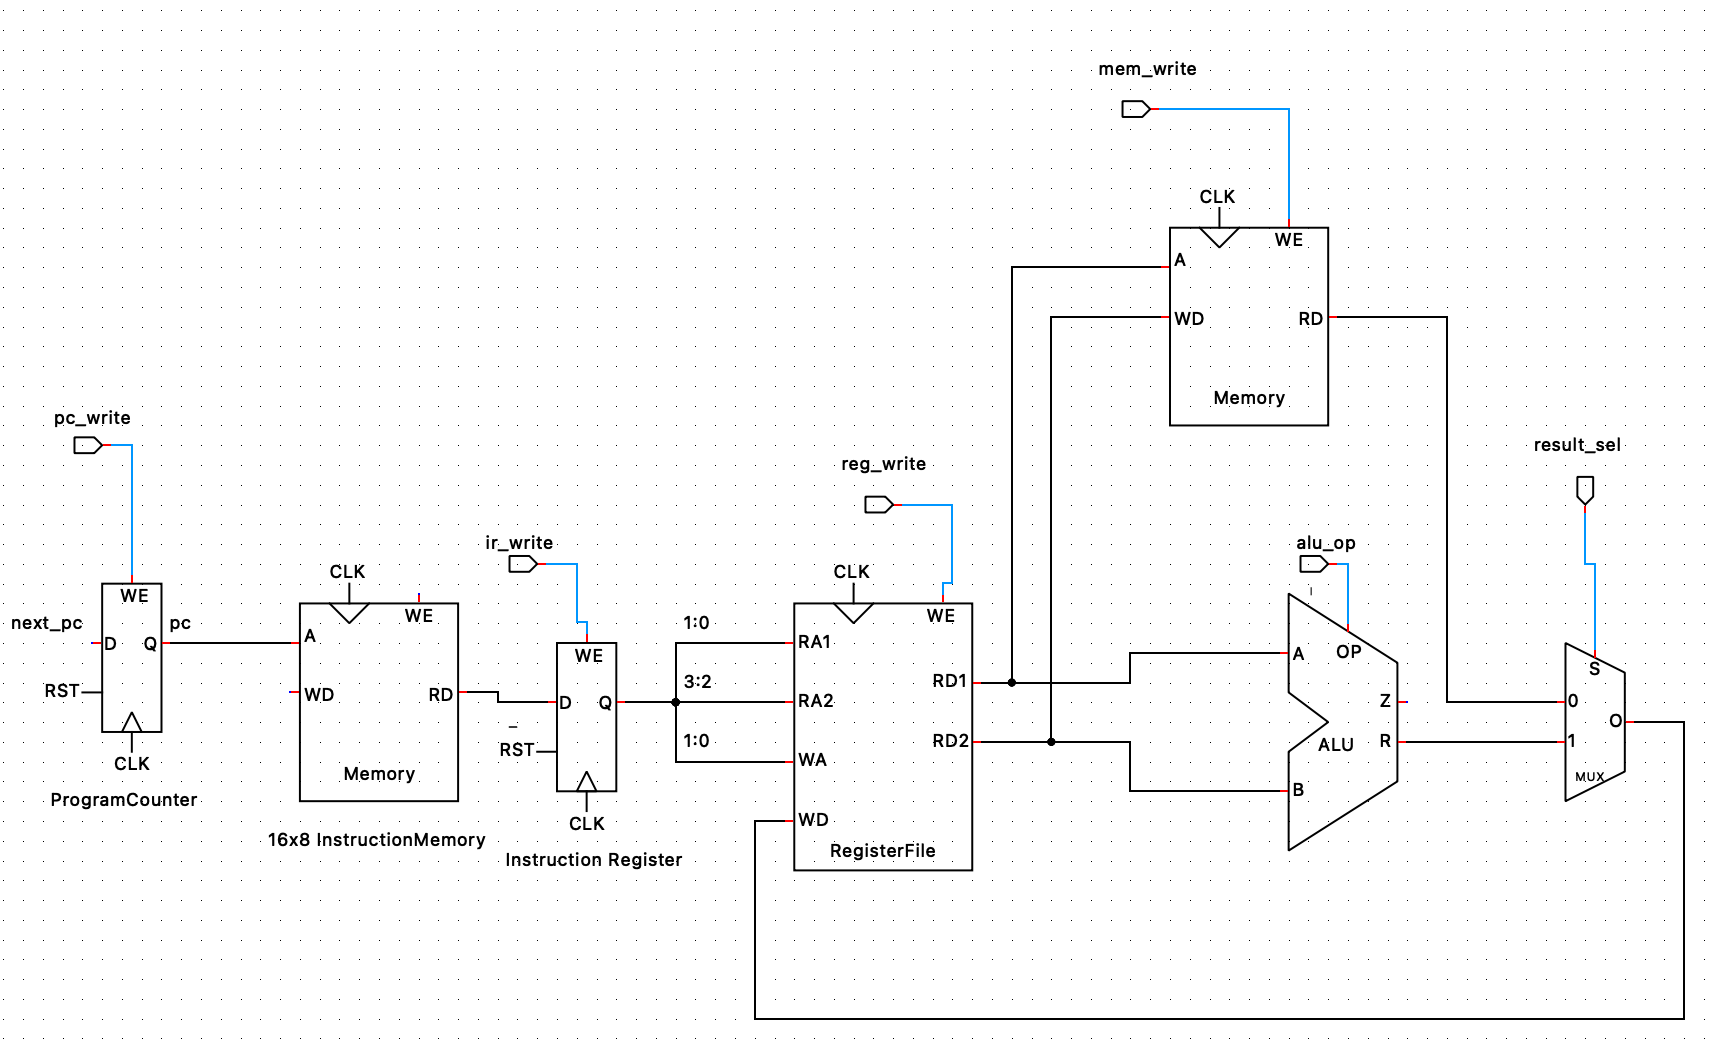 mem_write
CLK
WE
A
WD
RD
Memory
pc_write
reg_write
result_sel
ir_write
alu_op
CLK
CLK
WE
WE
WE
next_pc
D
Q
pc
RST
CLK
ProgramCounter
A
WD
RD
Memory
16x8 InstructionMemory
WE
D
Q
RST
CLK
Instruction Register
1:0
3:2
1:0
RA1
RA2
WA
WD
RD1
RD2
RegisterFile
A
OP
Z
R
ALU
B
S
0
1
O
MUX